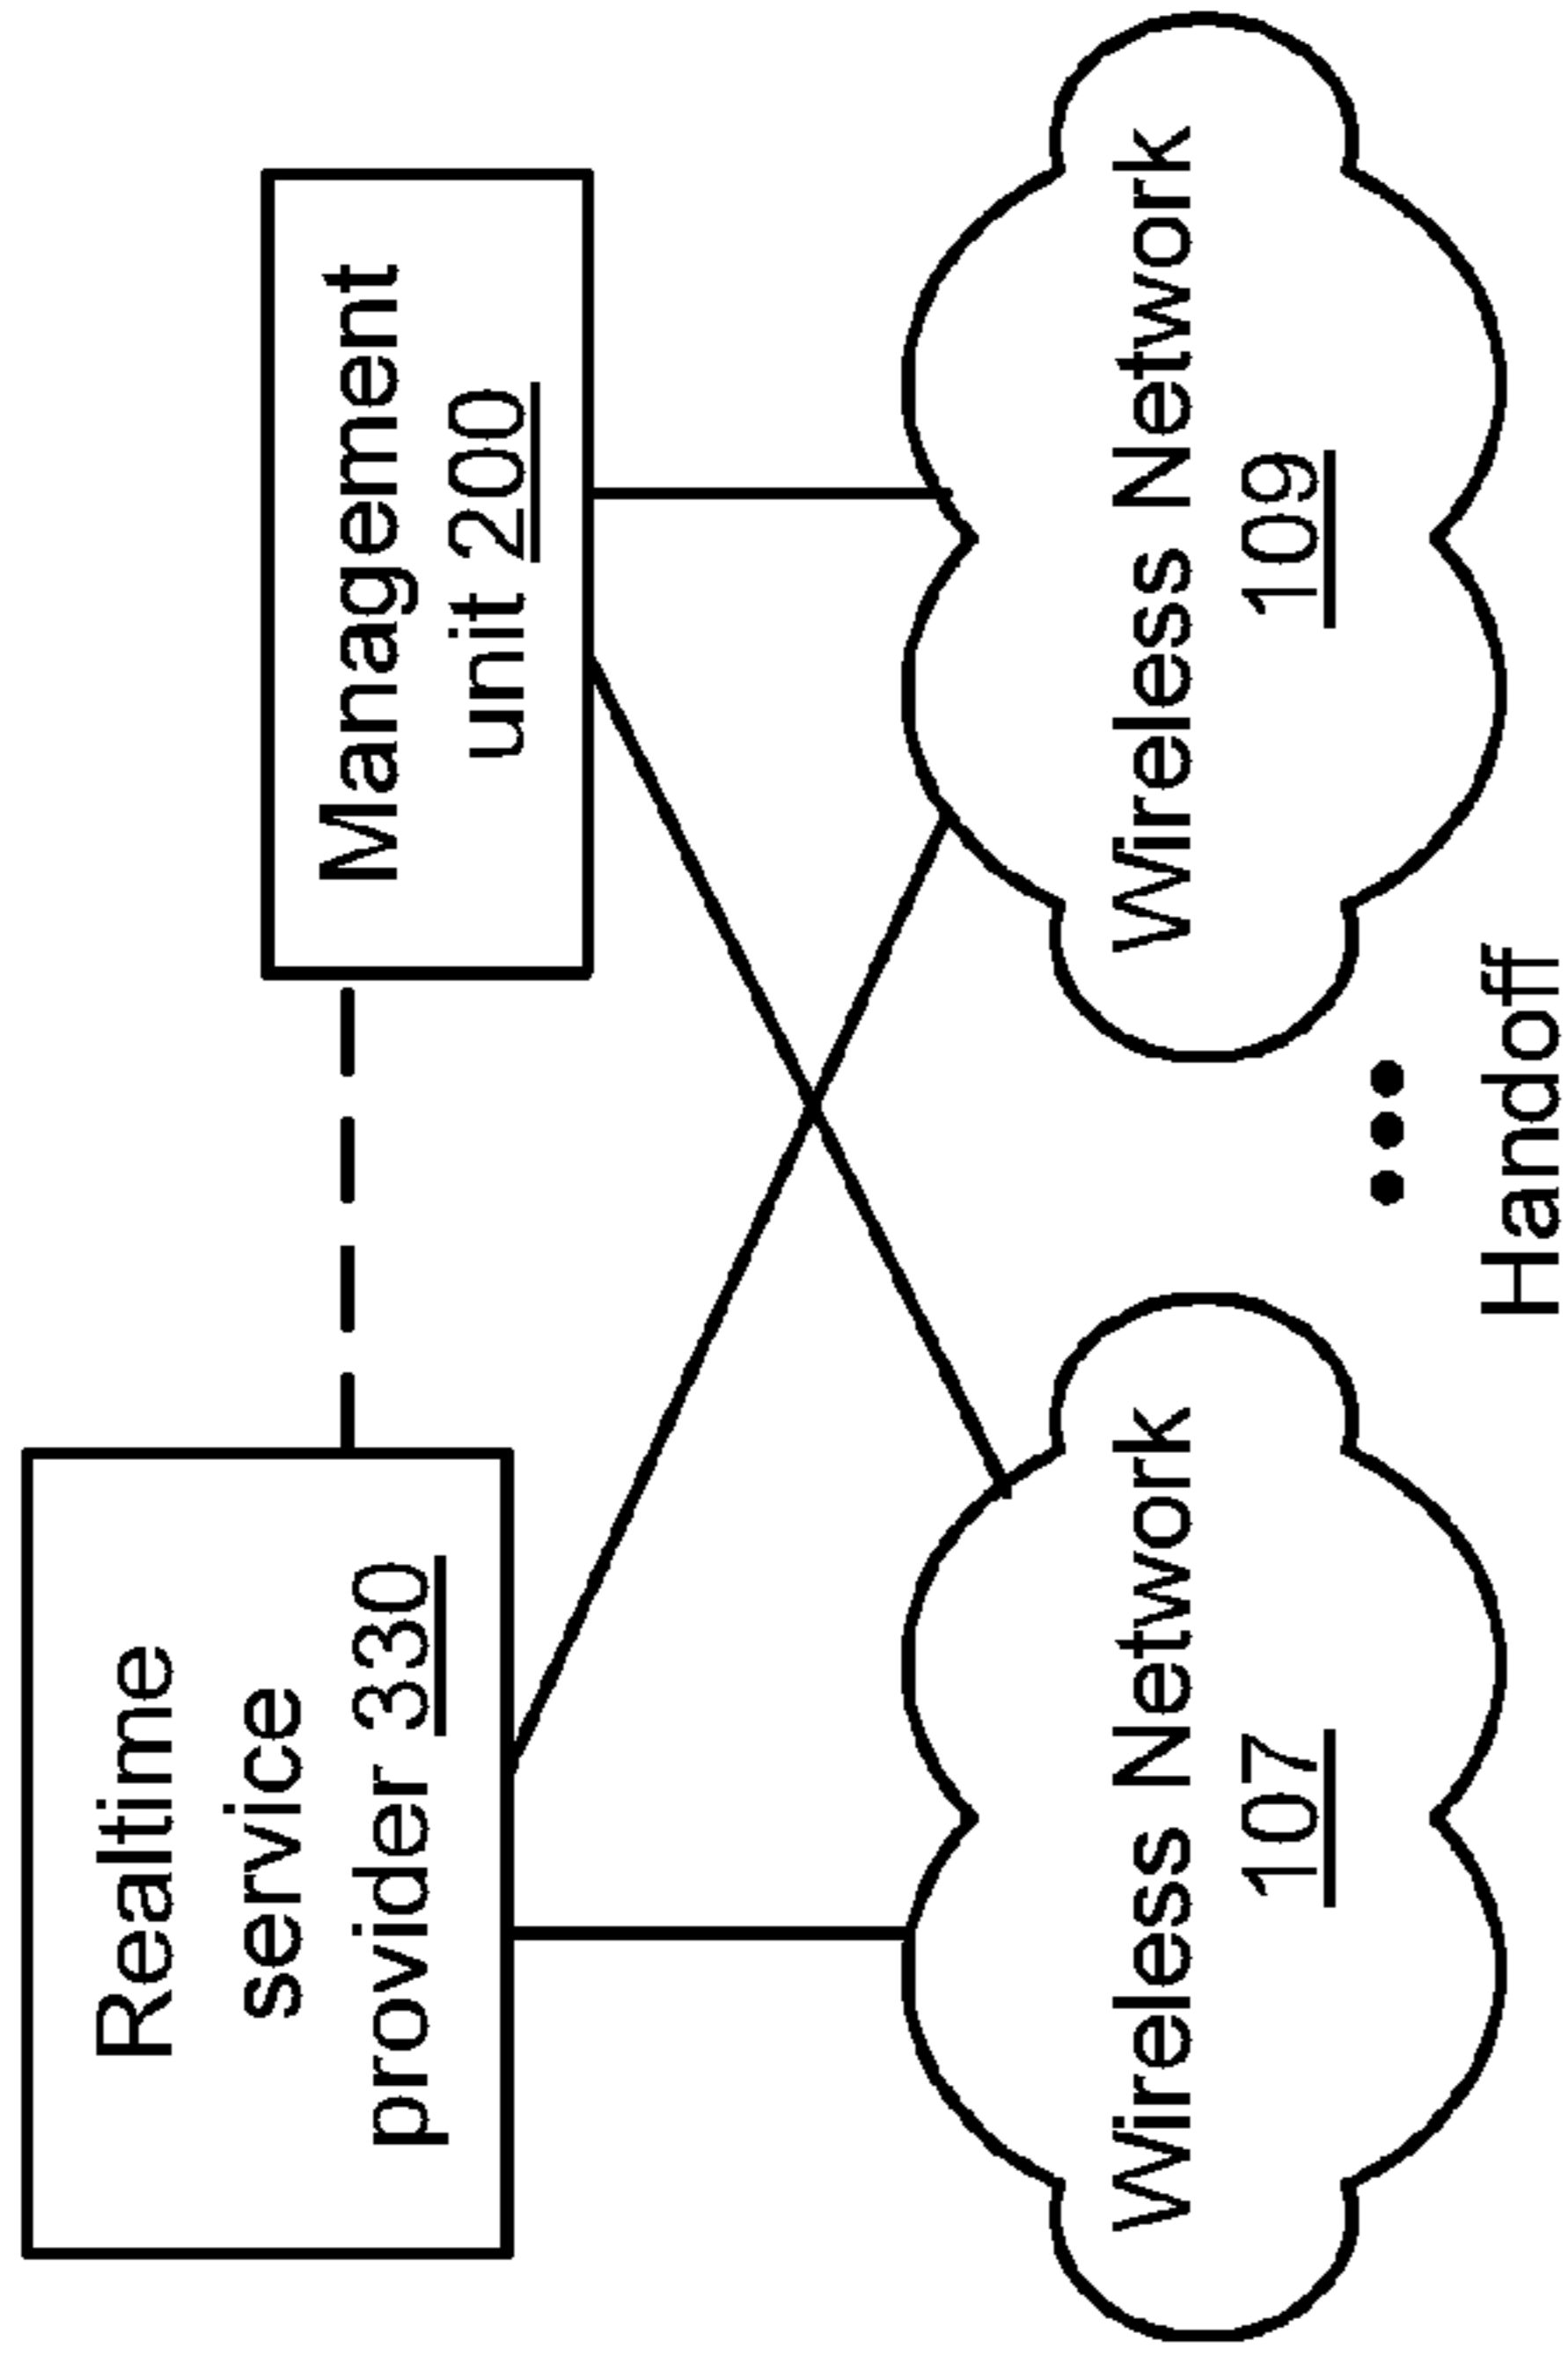 Realtime
service
provider 330
Management
unit 200
Wireless Network
107
Wireless Network
109
Handoff